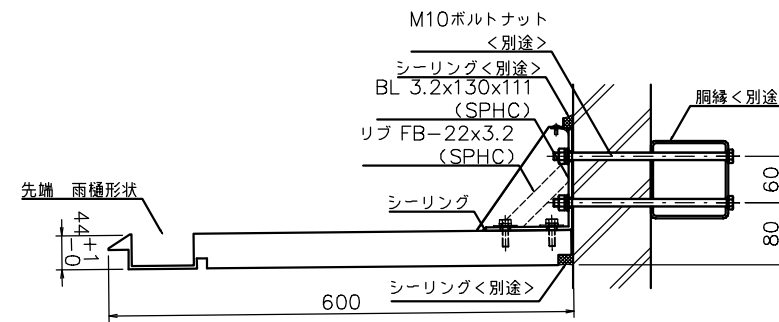 M10ボルトナット
<別途>
シーリング<別途>
BL 3.2x130x111
(SPHC)
リブ FB-22x3.2
(SPHC)
胴縁<別途
先端 雨樋形状
シーリング
44 +1
-0
60
80
600
シーリング<別途>